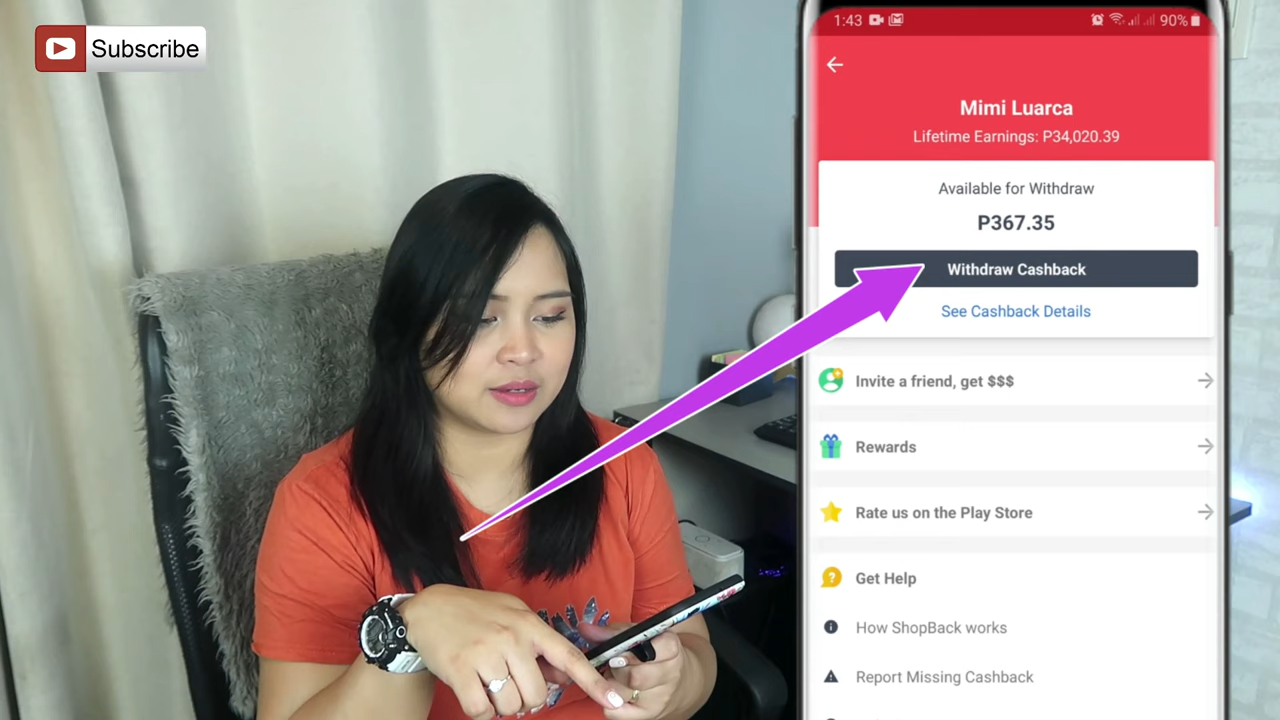 Subscribe
1:43
90%
Mimi Luarca
Lifetime Earnings: P34,020.39
Available for Withdraw
P367.35
Withdraw Cashback
See Cashback Details
Invite a friend, get $$$
Rewards
Rate us on the Play Store
Get Help
How ShopBack works
Report Missing Cashback